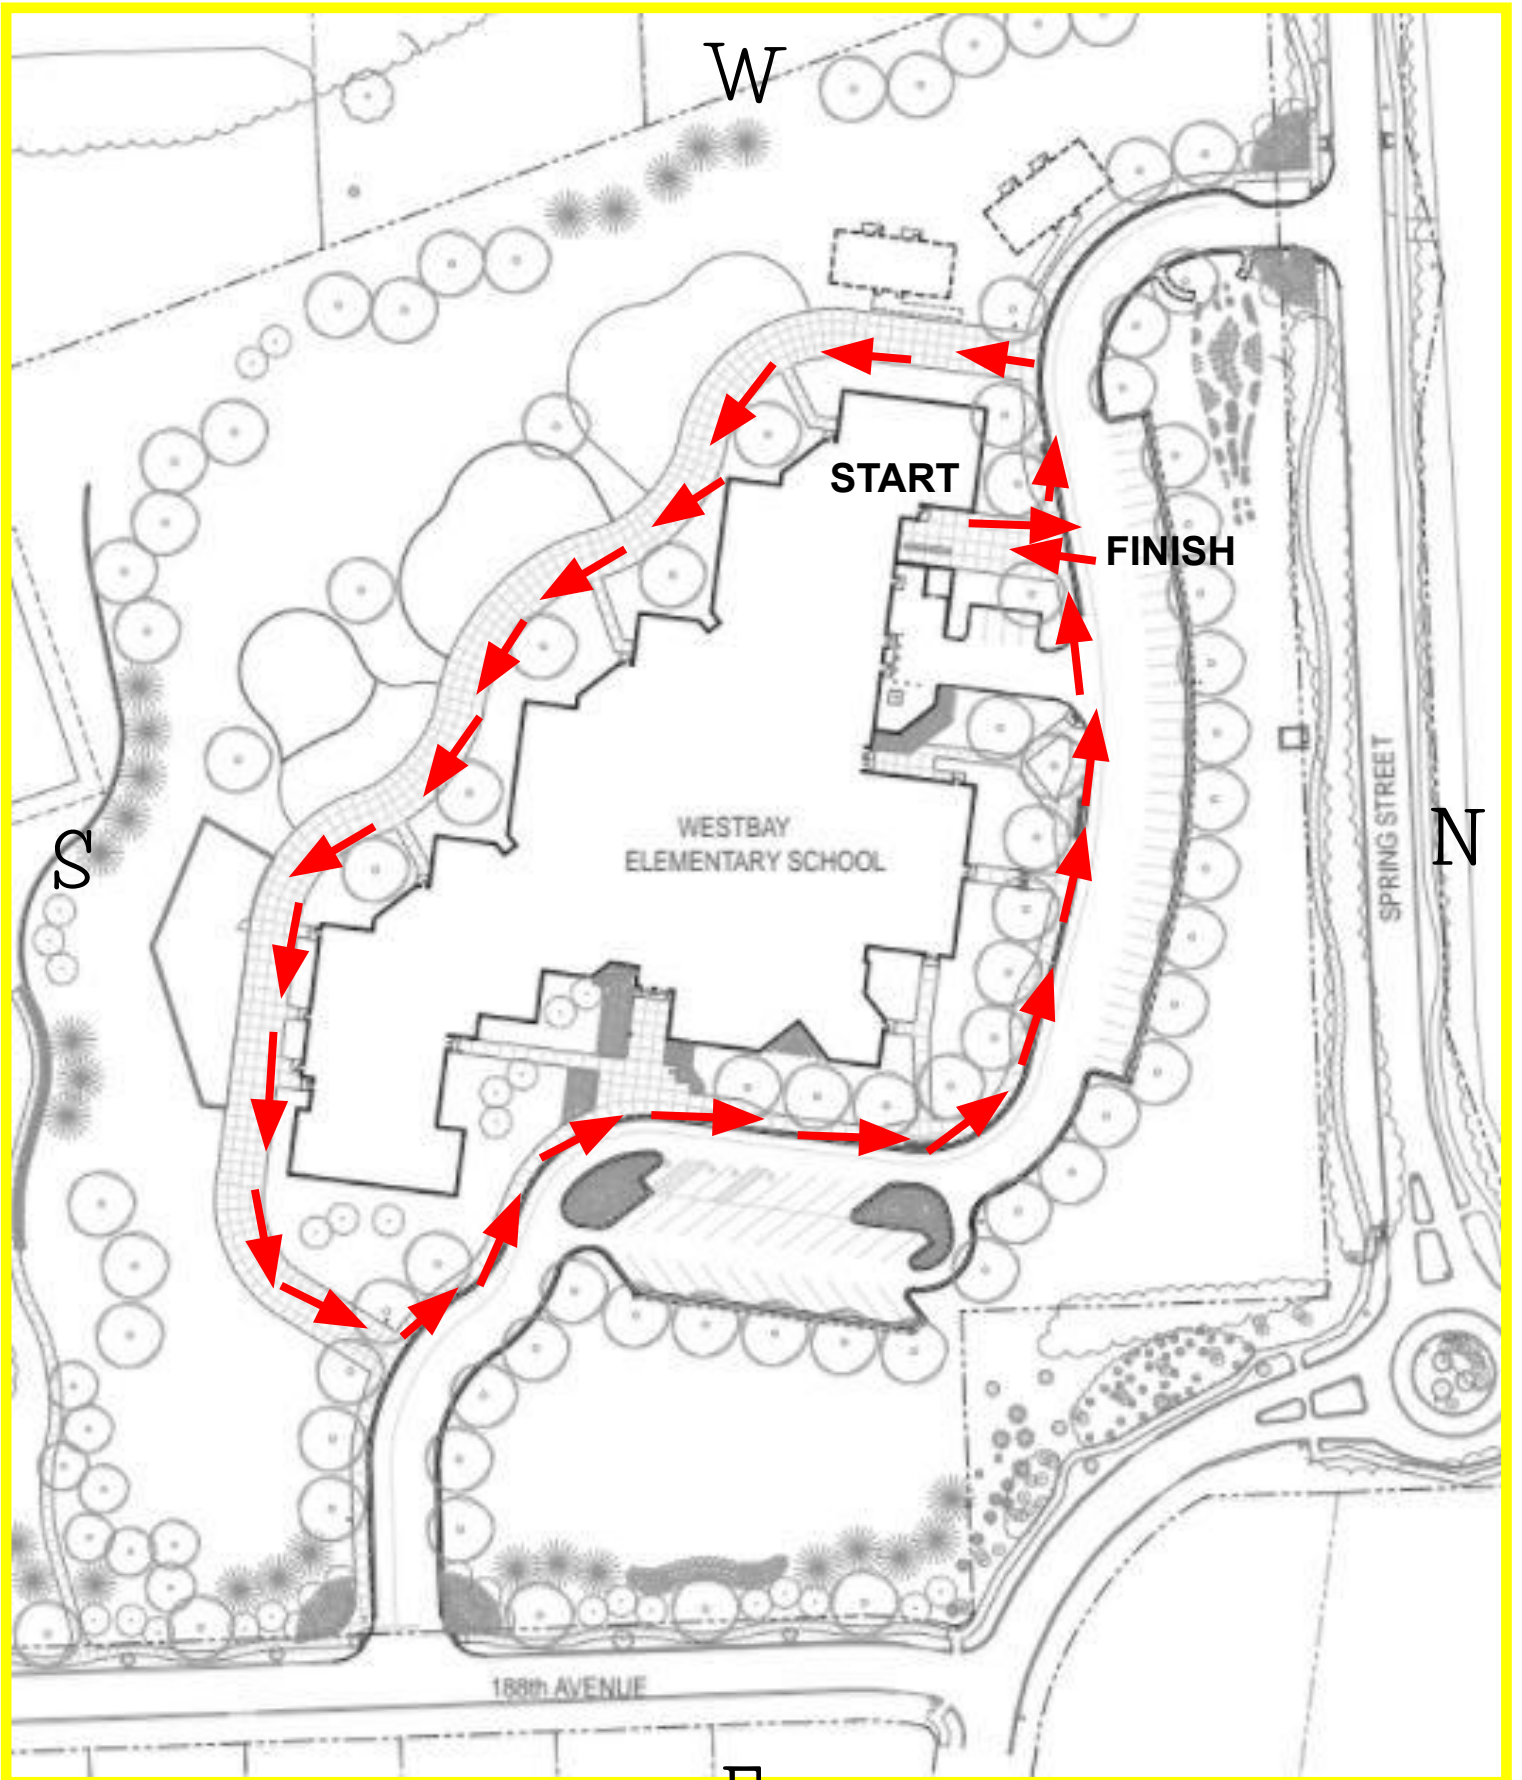 W
START
FINISH
WESTBAY
ELEMENTARY SCHOOL
S
N
SPRING STREET
188th AVENUE